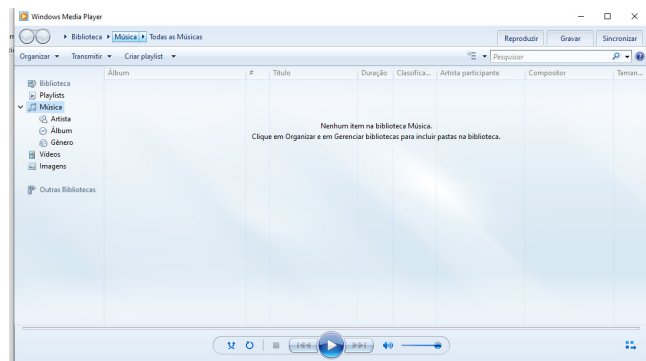 Windows Media Player
Biblioteca Música Todas as Músicas
Reproduzir Gravar Sincronizar
Organizar Transmitir Criar playlist Pesquisar
Álbum # Título Duração Classifica... Artista participante Compositor Taman...
Biblioteca
Playlists
Música
Artista
Álbum
Gênero
Vídeos
Imagens
Outras Bibliotecas
Nenhum item na biblioteca Música.
Clique em Organizar e em Gerenciar bibliotecas para incluir pastas na biblioteca.